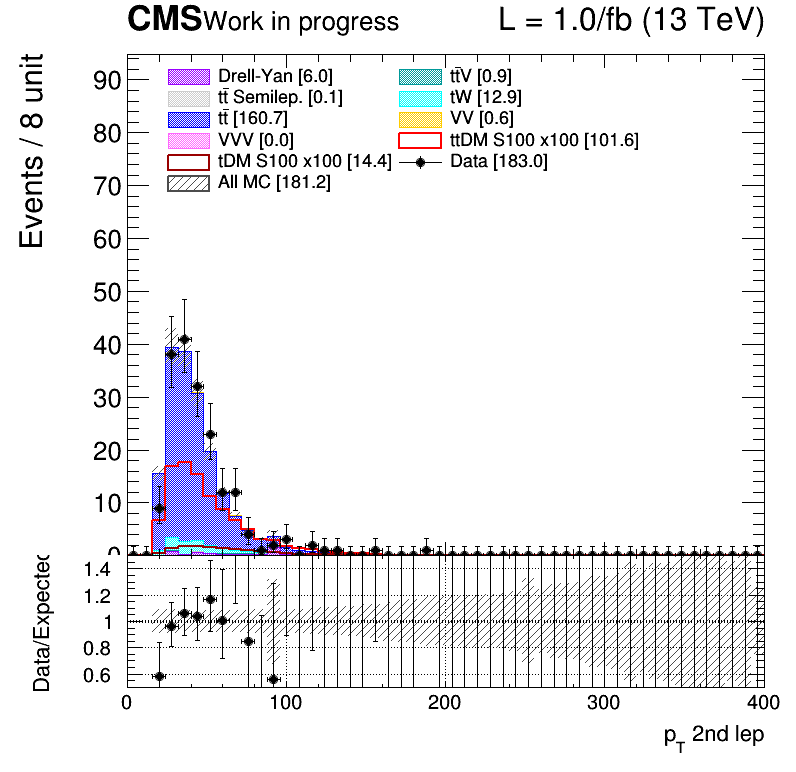 CMS Work in progress L = 1.0/fb (13 TeV)
Events / 8 unit
Drell-Yan [6.0] tt̄V [0.9]
tt̄ Semilep. [0.1] tW [12.9]
tt̄ [160.7] VV [0.6]
VVV [0.0] ttDM S100 x100 [101.6]
tDM S100 x100 [14.4] Data [183.0]
All MC [181.2]
90
80
70
60
50
40
30
20
10
0
Data/Expected
1.4
1.2
1
0.8
0.6
0 100 200 300 400
p_T 2nd lep